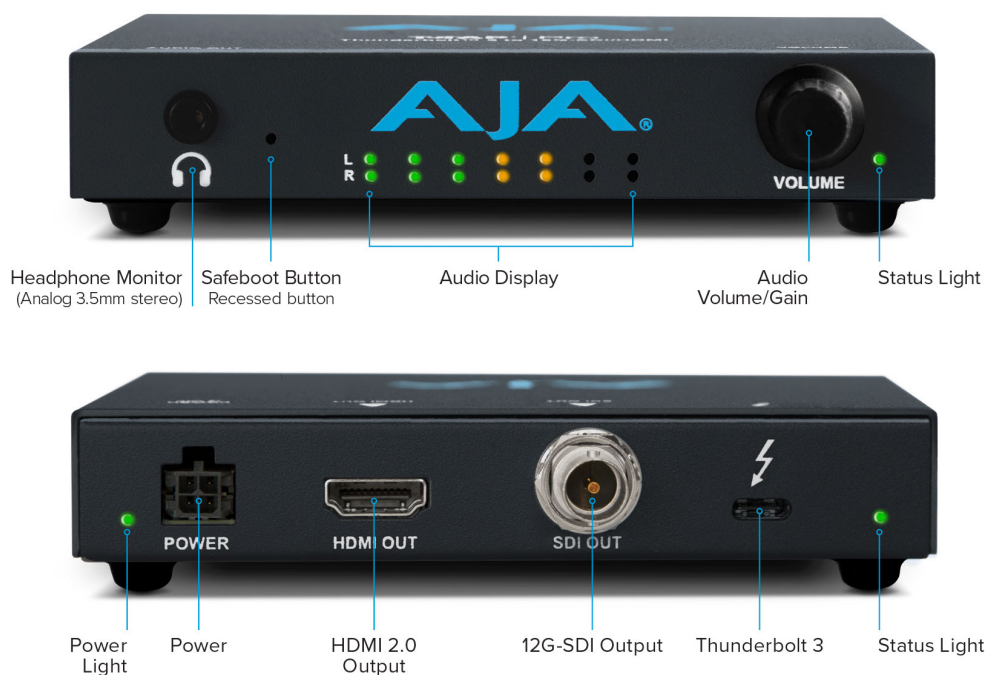 AJA®
L
R
VOLUME
Headphone Monitor
(Analog 3.5mm stereo)
Safeboot Button
Recessed button
Audio Display
Audio
Volume/Gain
Status Light
POWER
HDMI OUT
SDI OUT
Power
Light
Power
HDMI 2.0
Output
12G-SDI Output
Thunderbolt 3
Status Light